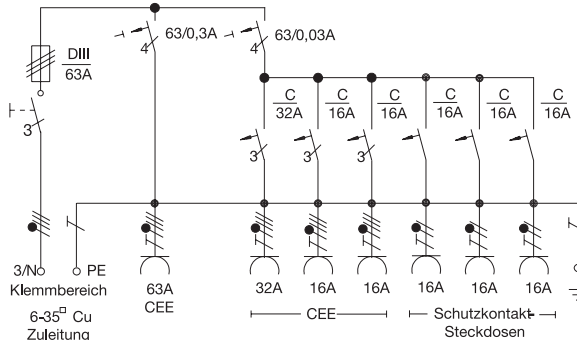 63/0,3A
63/0,03A
4
4
DIII
63A
C
32A
C
16A
C
16A
C
16A
C
16A
C
16A
3
3
3
3
3/N
PE
Klemmbereich
6-35□ Cu
Zuleitung
63A
CEE
32A
16A
16A
16A
16A
16A
CEE
Schutzkontakt-
Steckdosen